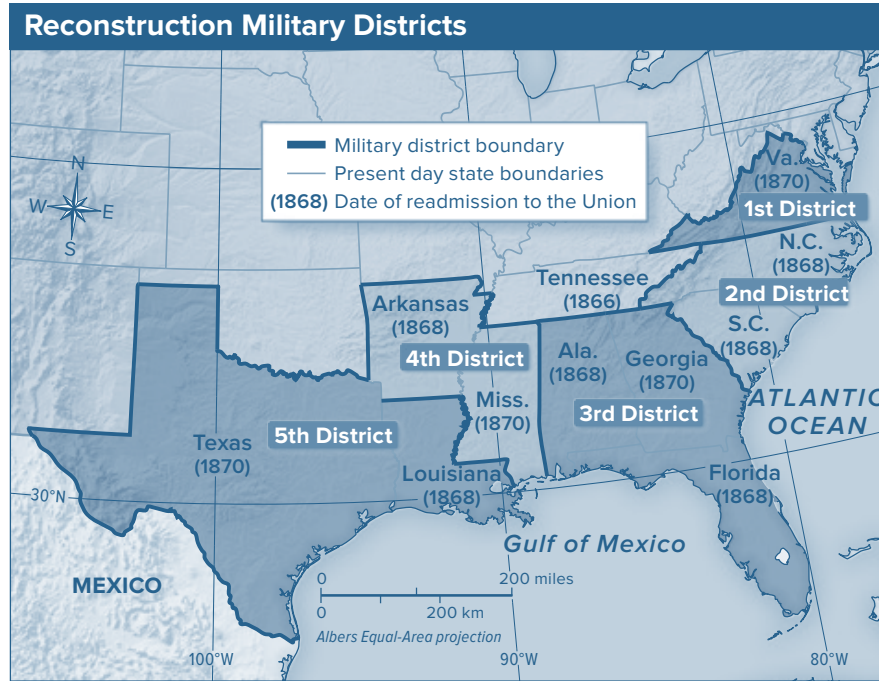 Reconstruction Military Districts
Military district boundary
Present day state boundaries
(1868) Date of readmission to the Union
N
W
E
S
Va.
(1870)
1st District
N.C.
(1868)
2nd District
S.C.
(1868)
Tennessee
(1866)
Arkansas
(1868)
4th District
Miss.
(1870)
Ala.
(1868)
Georgia
(1870)
3rd District
Florida
(1868)
Texas
(1870)
5th District
Louisiana
(1868)
ATLANTIC
OCEAN
Gulf of Mexico
MEXICO
30°N
0
200 miles
0
200 km
Albers Equal-Area projection
100°W
90°W
80°W